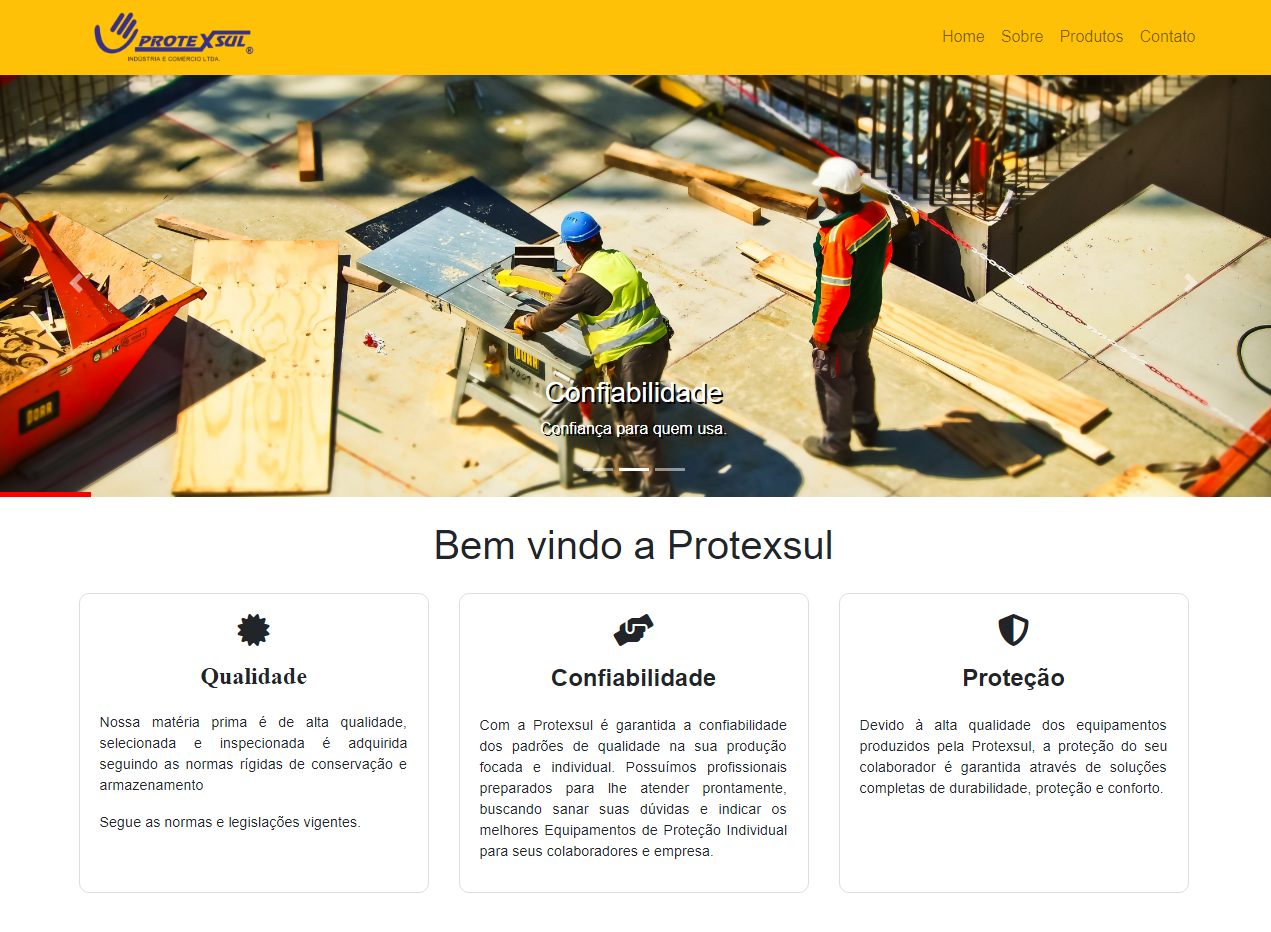 PROTEXSUL®
INDÚSTRIA E COMÉRCIO LTDA.
Home Sobre Produtos Contato
DORR
DORR
Confiabilidade
Confiança para quem usa.
Bem vindo a Protexsul
Qualidade
Nossa matéria prima é de alta qualidade,
selecionada e inspecionada é adquirida
seguindo as normas rígidas de conservação e
armazenamento
Segue as normas e legislações vigentes.
Confiabilidade
Com a Protexsul é garantida a confiabilidade
dos padrões de qualidade na sua produção
focada e individual. Possuímos profissionais
preparados para lhe atender prontamente,
buscando sanar suas dúvidas e indicar os
melhores Equipamentos de Proteção Individual
para seus colaboradores e empresa.
Proteção
Devido à alta qualidade dos equipamentos
produzidos pela Protexsul, a proteção do seu
colaborador é garantida através de soluções
completas de durabilidade, proteção e conforto.